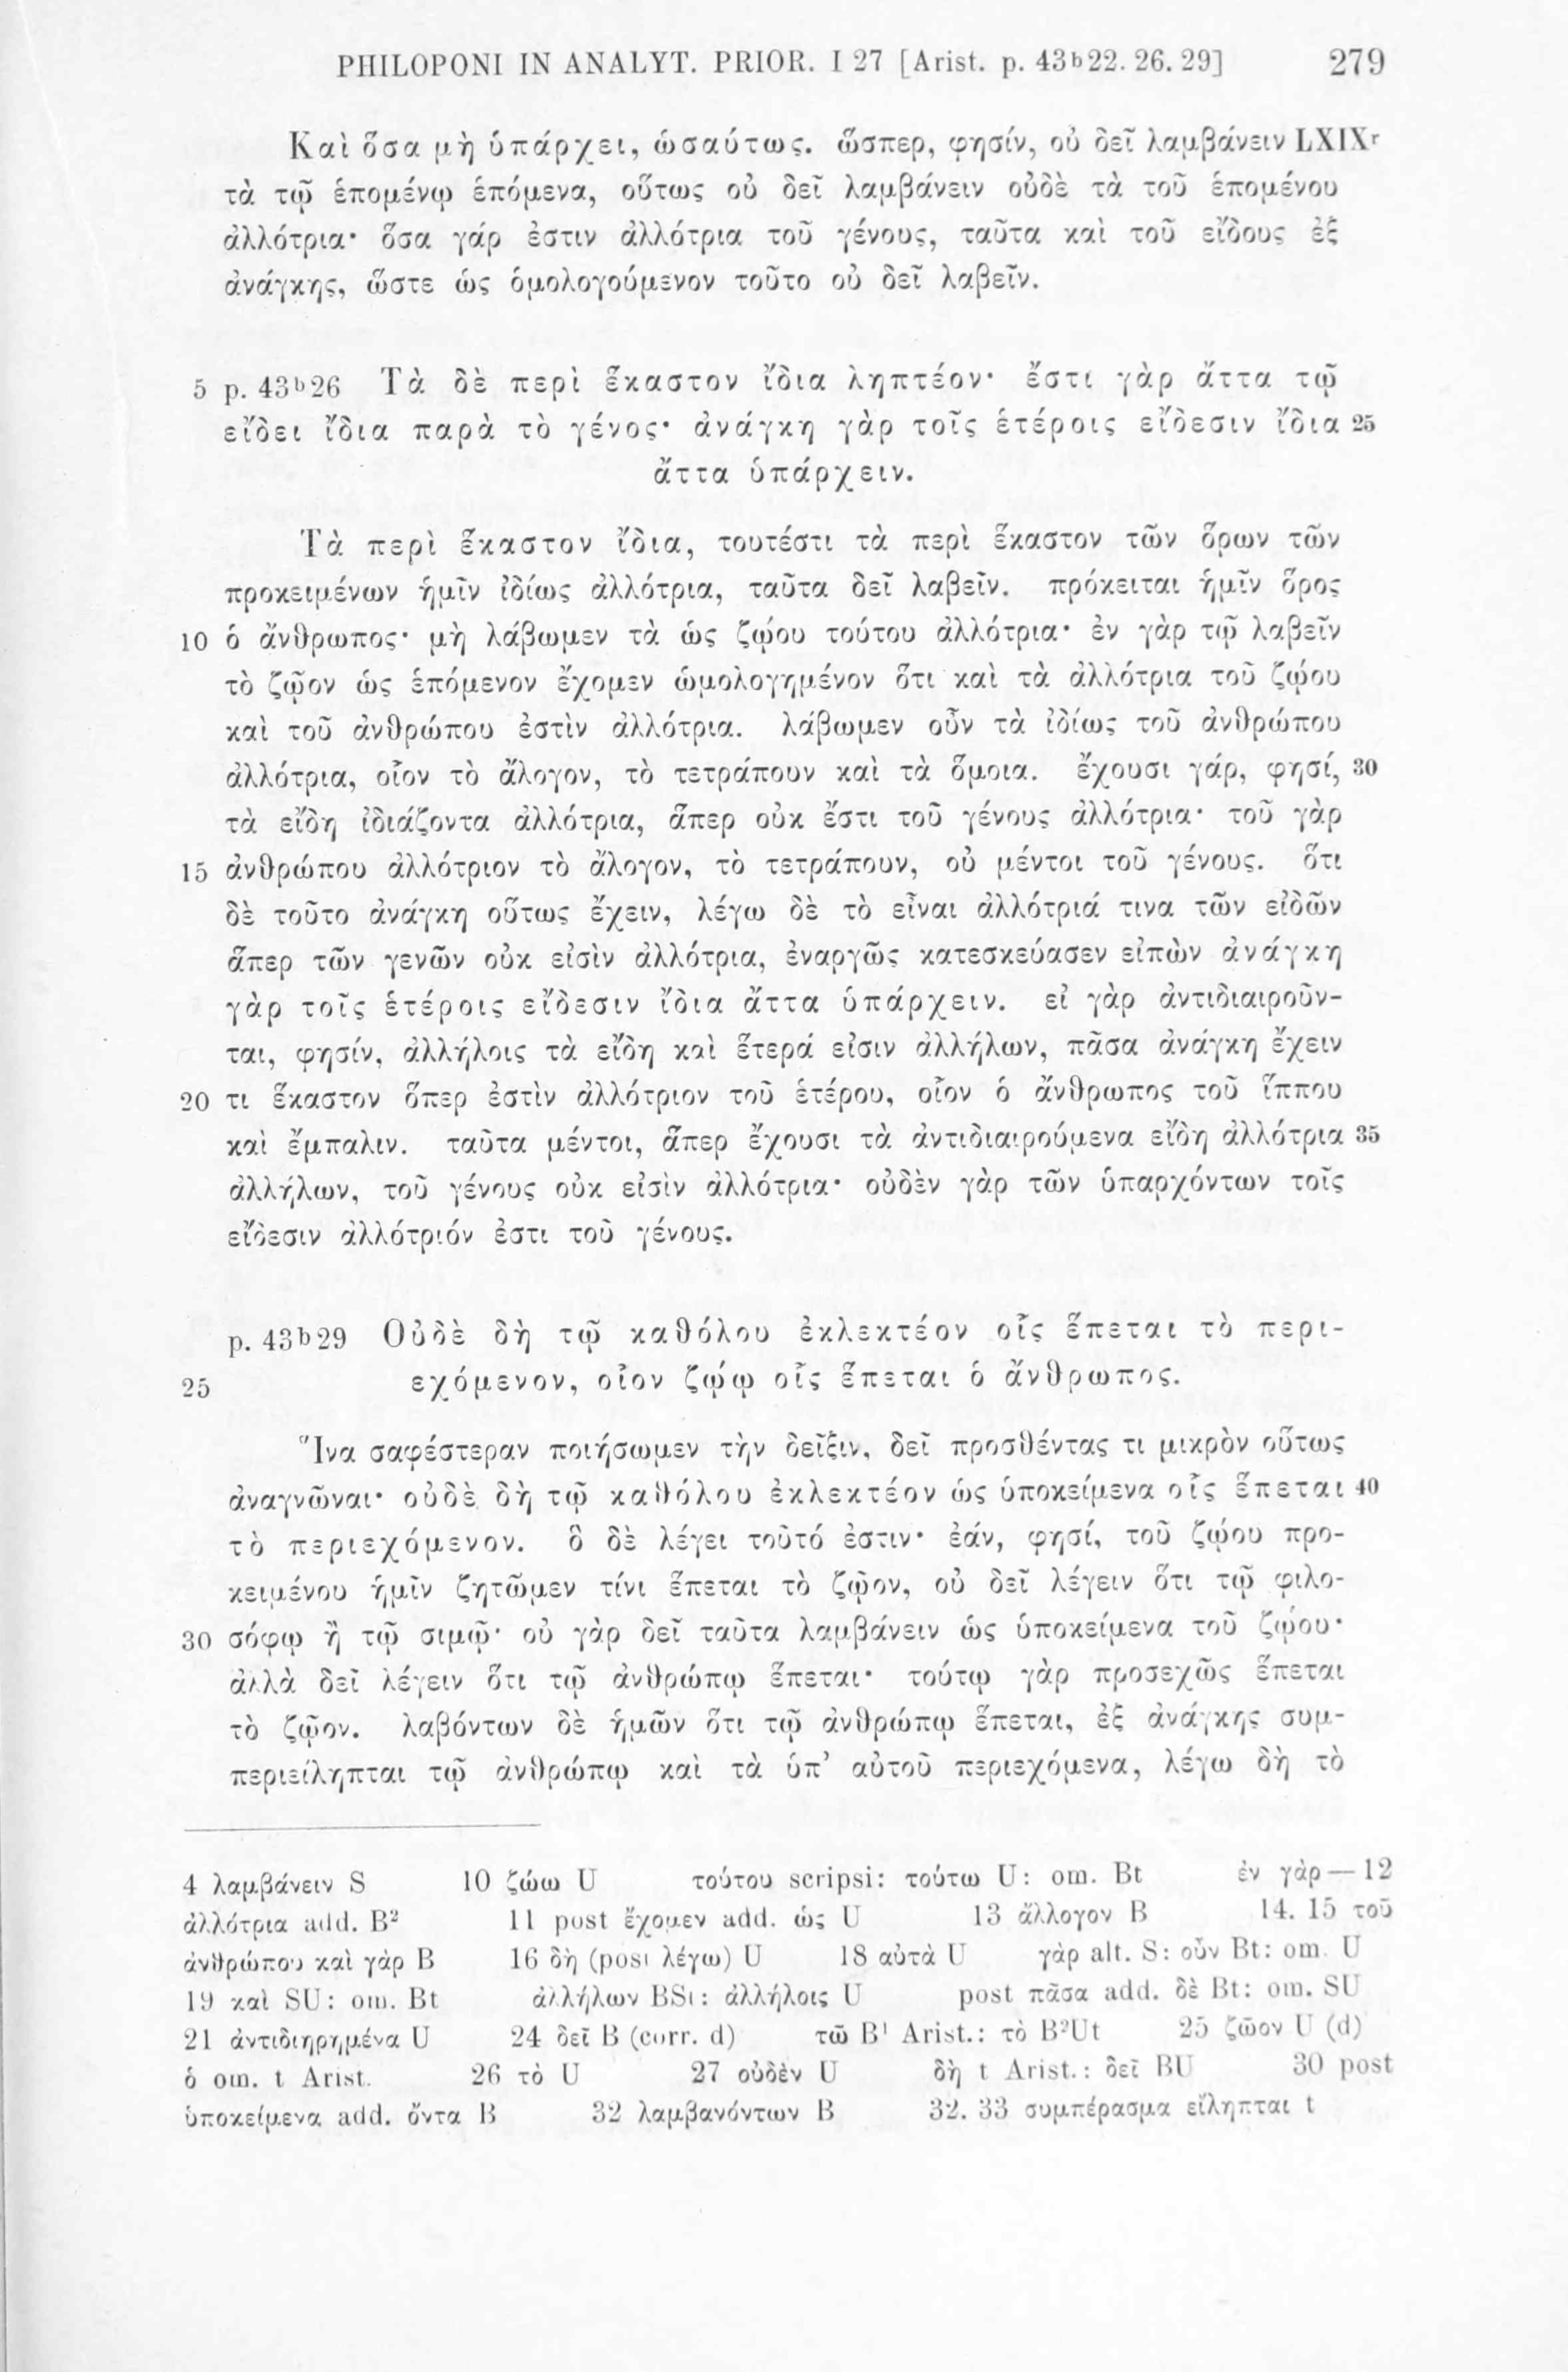 PHILOPONI IN ANALYT. PRIOR. I 27 [Arist. p. 43b22. 26. 29] 279
Καὶ ὅσα μὴ ὑπάρχει, ὡσαύτως. ὥσπερ, φησίν, οὐ δεῖ λαμβάνειν LXIXr
τὰ τῷ ἑπομένῳ ἑπόμενα, οὕτως οὐ δεῖ λαμβάνειν οὐδὲ τὰ τοῦ ἑπομένου
ἀλλότρια· ὅσα γάρ ἐστιν ἀλλότρια τοῦ γένους, ταῦτα καὶ τοῦ εἴδους ἐξ
ἀνάγκης, ὥστε ὡς ὁμολογούμενον τοῦτο οὐ δεῖ λαβεῖν.
5 p. 43b26 Τὰ δὲ περὶ ἕκαστον ἴδια ληπτέον· ἔστι γὰρ ἄττα τῷ
εἴδει ἴδια παρὰ τὸ γένος· ἀνάγκη γὰρ τοῖς ἑτέροις εἴδεσιν ἴδια 25
ἄττα ὑπάρχειν.
Τὰ περὶ ἕκαστον ἴδια, τουτέστι τὰ περὶ ἕκαστον τῶν ὅρων τῶν
προκειμένων ἡμῖν ἰδίως ἀλλότρια, ταῦτα δεῖ λαβεῖν. πρόκειται ἡμῖν ὅρος
10 ὁ ἄνθρωπος· μὴ λάβωμεν τὰ ὡς ζῴου τούτου ἀλλότρια· ἐν γὰρ τῷ λαβεῖν
τὸ ζῷον ὡς ἑπόμενον ἔχομεν ὡμολογημένον ὅτι καὶ τὰ ἀλλότρια τοῦ ζῴου
καὶ τοῦ ἀνθρώπου ἐστὶν ἀλλότρια. λάβωμεν οὖν τὰ ἰδίως τοῦ ἀνθρώπου
ἀλλότρια, οἷον τὸ ἄλογον, τὸ τετράπουν καὶ τὰ ὅμοια. ἔχουσι γάρ, φησί, 30
τὰ εἴδη ἰδιάζοντα ἀλλότρια, ἅπερ οὐκ ἔστι τοῦ γένους ἀλλότρια· τοῦ γὰρ
15 ἀνθρώπου ἀλλότριον τὸ ἄλογον, τὸ τετράπουν, οὐ μέντοι τοῦ γένους. ὅτι
δὲ τοῦτο ἀνάγκη οὕτως ἔχειν, λέγω δὲ τὸ εἶναι ἀλλότριά τινα τῶν εἰδῶν
ἅπερ τῶν γενῶν οὐκ εἰσὶν ἀλλότρια, ἐναργῶς κατεσκεύασεν εἰπὼν ἀνάγκη
γὰρ τοῖς ἑτέροις εἴδεσιν ἴδια ἄττα ὑπάρχειν. εἰ γὰρ ἀντιδιαιροῦν-
ται, φησίν, ἀλλήλοις τὰ εἴδη καὶ ἕτερά εἰσιν ἀλλήλων, πᾶσα ἀνάγκη ἔχειν
20 τι ἕκαστον ὅπερ ἐστὶν ἀλλότριον τοῦ ἑτέρου, οἷον ὁ ἄνθρωπος τοῦ ἵππου
καὶ ἔμπαλιν. ταῦτα μέντοι, ἅπερ ἔχουσι τὰ ἀντιδιαιρούμενα εἴδη ἀλλότρια 35
ἀλλήλων, τοῦ γένους οὐκ εἰσὶν ἀλλότρια· οὐδὲν γὰρ τῶν ὑπαρχόντων τοῖς
εἴδεσιν ἀλλότριόν ἐστι τοῦ γένους.
p. 43b29 Οὐδὲ δὴ τῷ καθόλου ἐκλεκτέον οἷς ἕπεται τὸ περι-
25 εχόμενον, οἷον ζῴῳ οἷς ἕπεται ὁ ἄνθρωπος.
Ἵνα σαφέστεραν ποιήσωμεν τὴν δεῖξιν, δεῖ προσθέντας τι μικρὸν οὕτως
ἀναγνῶναι· οὐδὲ δὴ τῷ καθόλου ἐκλεκτέον ὡς ὑποκείμενα οἷς ἕπεται 40
τὸ περιεχόμενον. ὃ δὲ λέγει τοῦτό ἐστιν· ἐάν, φησί, τοῦ ζῴου προ-
κειμένου ἡμῖν ζητῶμεν τίνι ἕπεται τὸ ζῷον, οὐ δεῖ λέγειν ὅτι τῷ φιλο-
30 σόφῳ ἢ τῷ σιμῷ· οὐ γὰρ δεῖ ταῦτα λαμβάνειν ὡς ὑποκείμενα τοῦ ζῴου·
ἀλλὰ δεῖ λέγειν ὅτι τῷ ἀνθρώπῳ ἕπεται· τούτῳ γὰρ προσεχῶς ἕπεται
τὸ ζῷον. λαβόντων δὲ ἡμῶν ὅτι τῷ ἀνθρώπῳ ἕπεται, ἐξ ἀνάγκης συμ-
περιείληπται τῷ ἀνθρώπῳ καὶ τὰ ὑπ’ αὐτοῦ περιεχόμενα, λέγω δὴ τὸ
4 λαμβάνειν S 10 ζώω U τούτου scripsi: τούτω U: om. Bt ἐν γὰρ — 12
ἀλλότρια add. B² 11 post ἔχομεν add. ὡς U 13 ἄλλογον B 14. 15 τοῦ
ἀνθρώπου καὶ γὰρ B 16 δὴ (post λέγω) U 18 αὐτὰ U γὰρ alt. S: οὖν Bt: om. U
19 καὶ SU: om. Bt ἀλλήλων BSt: ἀλλήλοις U post πᾶσα add. δὲ Bt: om. SU
21 ἀντιδιηρημένα U 24 δεῖ B (corr. d) τῶ B¹ Arist.: τὸ B²Ut 25 ζῶον U (d)
ὁ om. t Arist. 26 τὸ U 27 οὐδὲν U δὴ t Arist.: δεῖ BU 30 post
ὑποκείμενα add. ὄντα B 32 λαμβανόντων B 32. 33 συμπέρασμα εἴληπται t